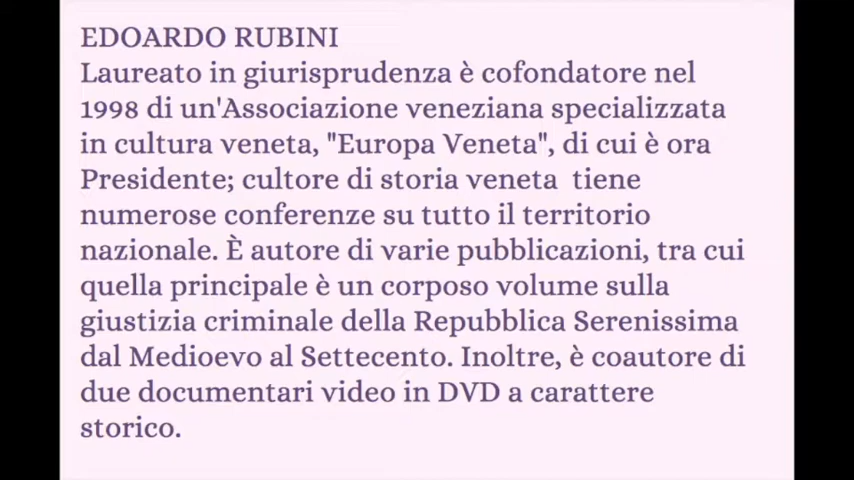 EDOARDO RUBINI
Laureato in giurisprudenza è cofondatore nel
1998 di un'Associazione veneziana specializzata
in cultura veneta, "Europa Veneta", di cui è ora
Presidente; cultore di storia veneta  tiene
numerose conferenze su tutto il territorio
nazionale. È autore di varie pubblicazioni, tra cui
quella principale è un corposo volume sulla
giustizia criminale della Repubblica Serenissima
dal Medioevo al Settecento. Inoltre, è coautore di
due documentari video in DVD a carattere
storico.